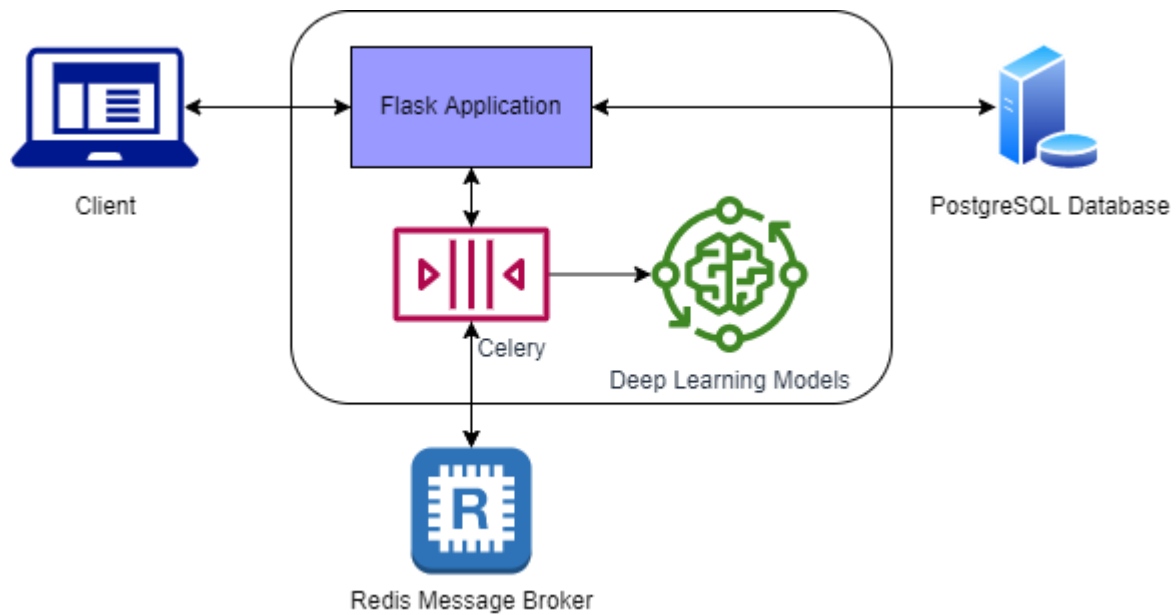 Flask Application
Client
PostgreSQL Database
Celery
Deep Learning Models
R
Redis Message Broker